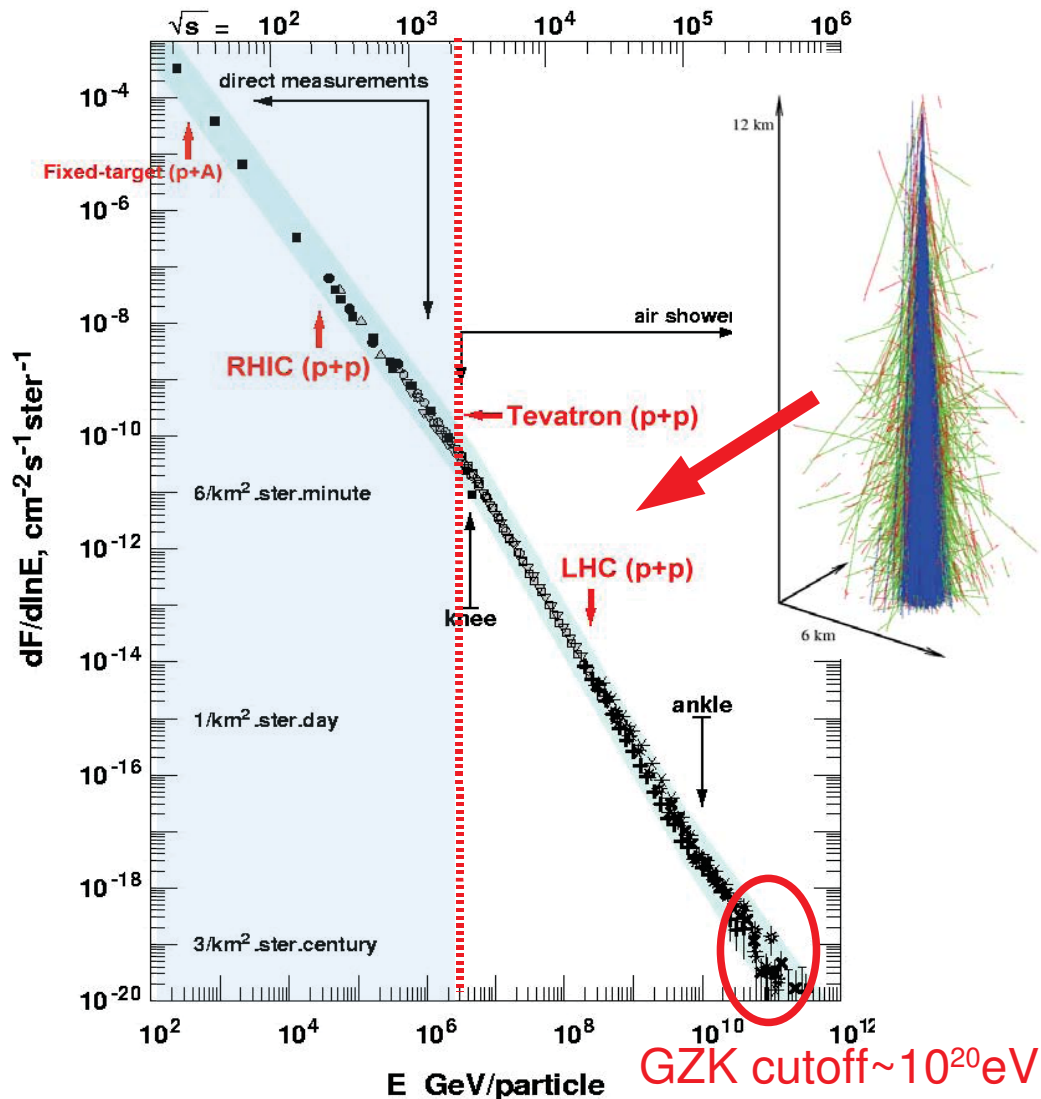 √s = 10² 10³ 10⁴ 10⁵ 10⁶
direct measurements
10⁻⁴
12 km
Fixed-target (p+A)
10⁻⁶
10⁻⁸
air shower
RHIC (p+p)
Tevatron (p+p)
10⁻¹⁰
6/km².ster.minute
10⁻¹²
LHC (p+p)
knee
6 km
10⁻¹⁴
1/km².ster.day
ankle
10⁻¹⁶
10⁻¹⁸
3/km².ster.century
10⁻²⁰
dF/dlnE, cm⁻²s⁻¹ster⁻¹
10² 10⁴ 10⁶ 10⁸ 10¹⁰ 10¹²
E GeV/particle
GZK cutoff~10²⁰eV